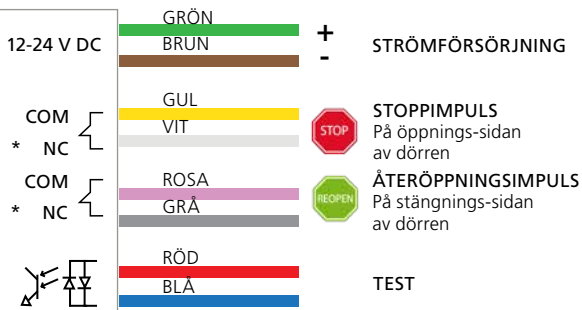 GRÖN
12-24 V DC
BRUN
+
-
STRÖMFÖRSÖRJNING
GUL
COM
VIT
* NC
STOP
STOPPIMPULS
På öppnings-sidan
av dörren
ROSA
COM
GRÅ
* NC
REOPEN
ÅTERÖPPNINGSIMPULS
På stängnings-sidan
av dörren
RÖD
BLÅ
TEST